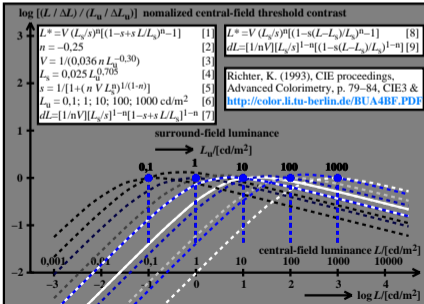 log [(L / ΔL) / (Lu / ΔLu)] nomalized central-field threshold contrast
L*=V (Ls/s)ⁿ[(1-s+s L/Ls)ⁿ-1] [1]
n = -0,25 [2]
V = 1/(0,036 n Lu^-0,30) [3]
Ls = 0,025 Lu^0,705 [4]
s = 1/[1+( n V Lsⁿ)^1/(1-n)] [5]
Lu = 0,1; 1; 10; 100; 1000 cd/m² [6]
dL=[1/nV][Ls/s]^1-n[1-s+s L/Ls]^1-n [7]
L*=V (Ls/s)ⁿ[(1-s(L-Ls)/Ls)ⁿ-1] [8]
dL=[1/nV][Ls/s]^1-n[1-s(L-Ls)/Ls]^1-n [9]
Richter, K. (1993), CIE proceedings,
Advanced Colorimetry, p. 79–84, CIE3 &
http://color.li.tu-berlin.de/BUA4BF.PDF
surround-field luminance
Lu/[cd/m²]
0,1 1 10 100 1000
1
0
-1
-2
0,001 0,01 0,1 1 10 100 1000 10000
central-field luminance L/[cd/m²]
-3 -2 -1 0 1 2 3 4
log L/[cd/m²]